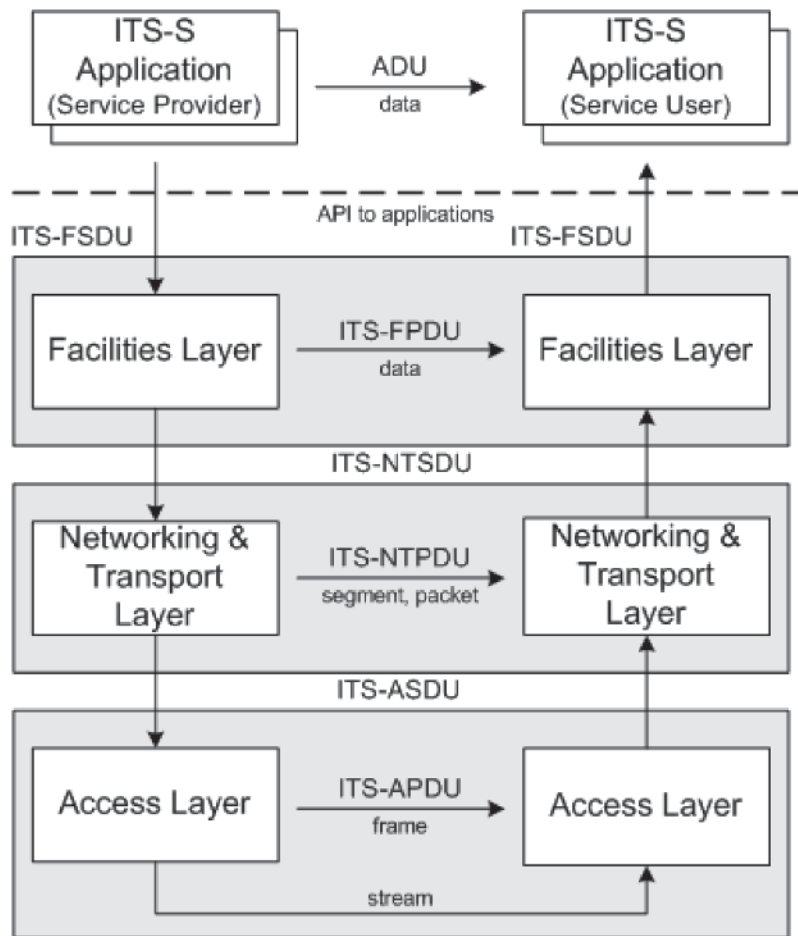 ITS-S
Application
(Service Provider)
ADU
data
ITS-S
Application
(Service User)
API to applications
ITS-FSDU
ITS-FSDU
Facilities Layer
ITS-FPDU
data
Facilities Layer
ITS-NTSDU
Networking &
Transport
Layer
ITS-NTPDU
segment, packet
Networking &
Transport
Layer
ITS-ASDU
Access Layer
ITS-APDU
frame
Access Layer
stream